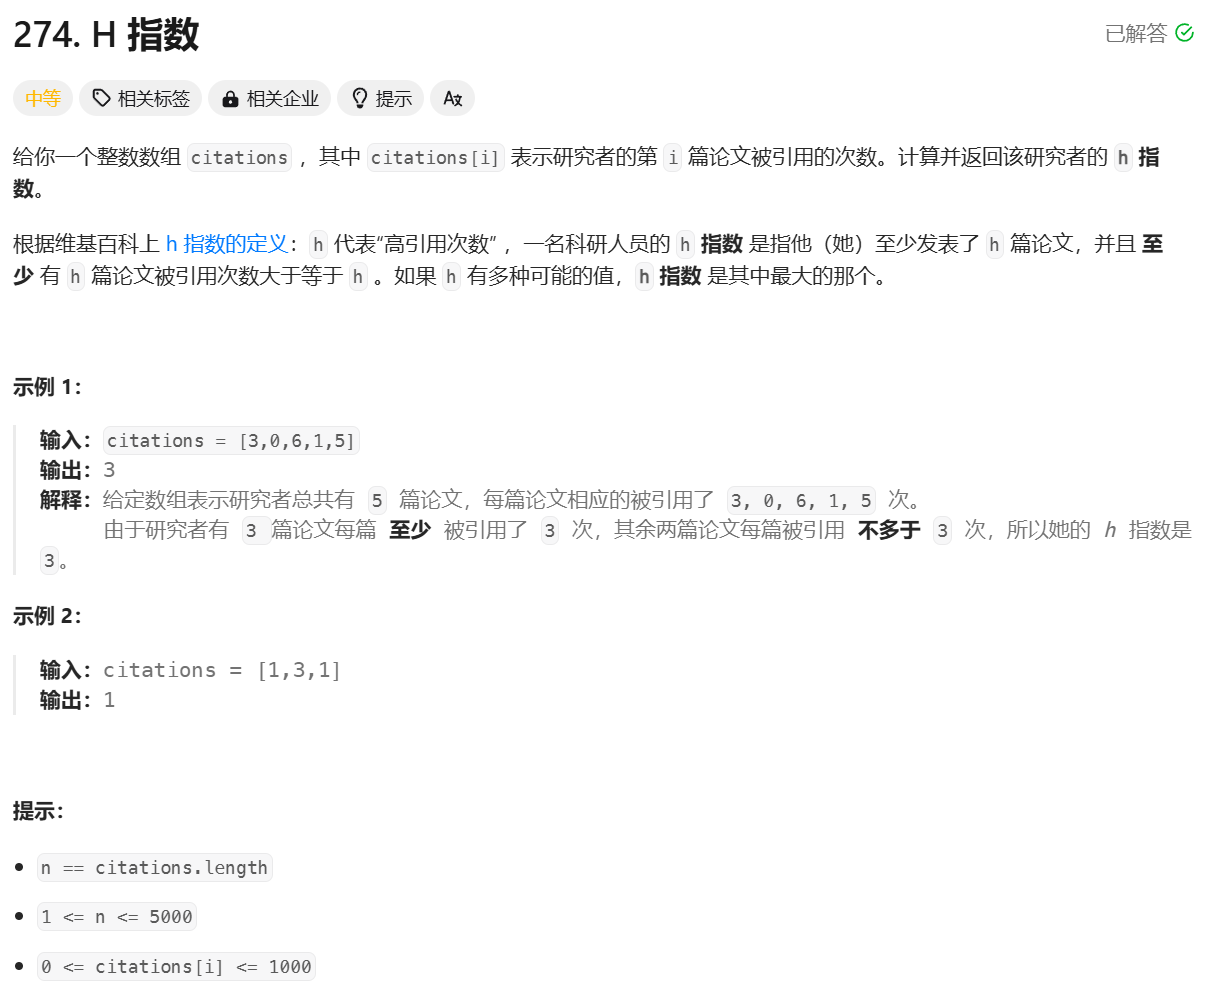 274. H 指数
已解答
中等 相关标签 相关企业 提示
给你一个整数数组 citations ，其中 citations[i] 表示研究者的第 i 篇论文被引用的次数。计算并返回该研究者的 h 指
数。
根据维基百科上 h 指数的定义：h 代表“高引用次数” ，一名科研人员的 h 指数 是指他（她）至少发表了 h 篇论文，并且 至
少 有 h 篇论文被引用次数大于等于 h 。如果 h 有多种可能的值，h 指数 是其中最大的那个。
示例 1：
输入：citations = [3,0,6,1,5]
输出：3
解释：给定数组表示研究者总共有 5 篇论文，每篇论文相应的被引用了 3, 0, 6, 1, 5 次。
由于研究者有 3 篇论文每篇 至少 被引用了 3 次，其余两篇论文每篇被引用 不多于 3 次，所以她的 h 指数是
3。
示例 2：
输入：citations = [1,3,1]
输出：1
提示：
n == citations.length
1 <= n <= 5000
0 <= citations[i] <= 1000